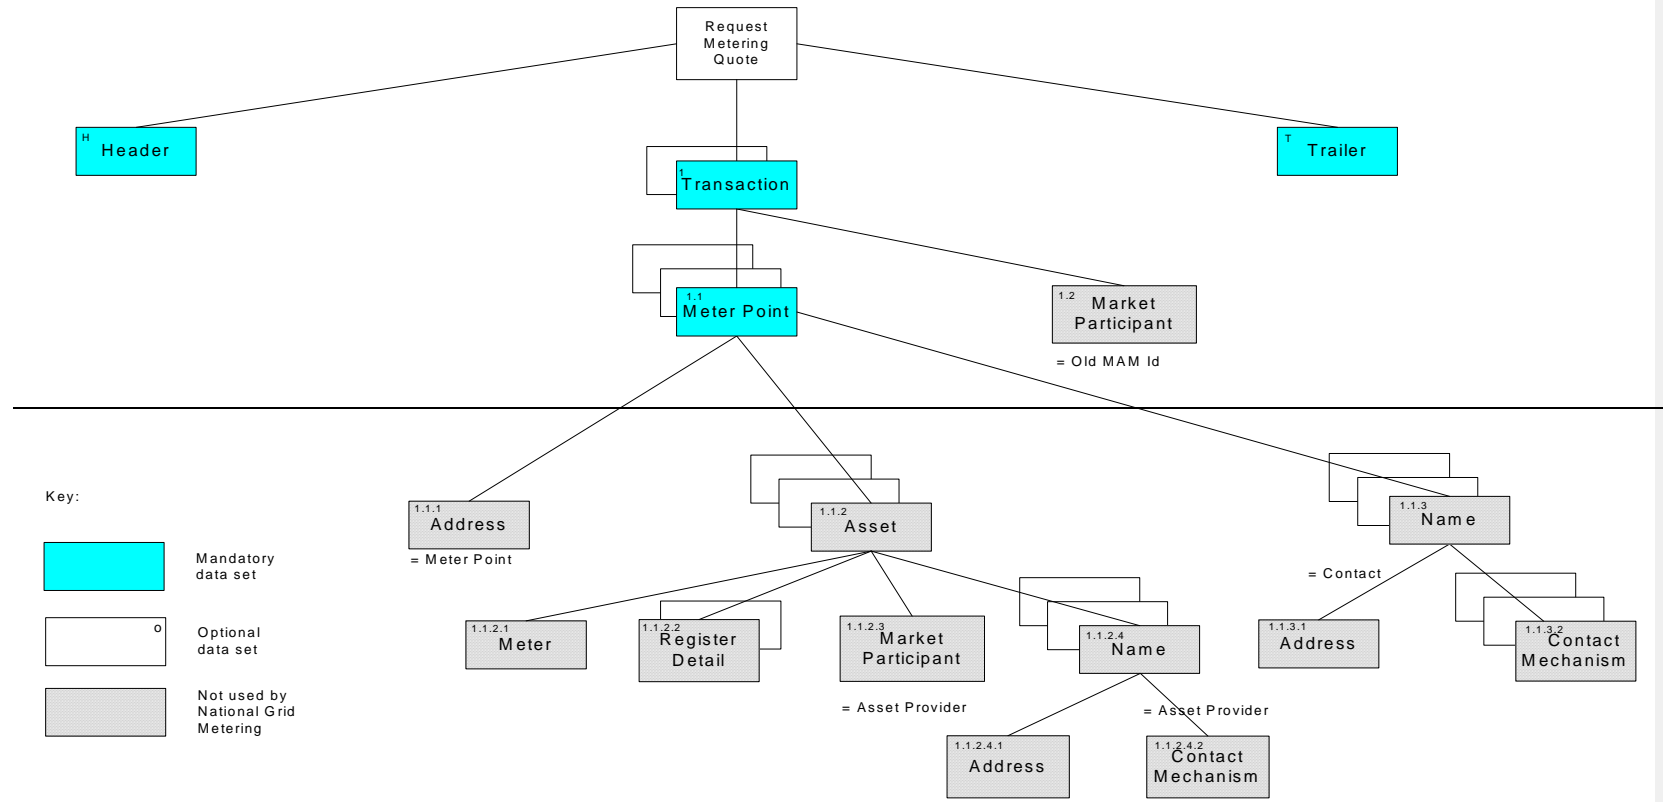 Request
Metering
Quote
H
Header
T
Trailer
1
Transaction
1.1
Meter Point
1.2
Market
Participant
= Old MAM Id
Key:
Mandatory
data set
o
Optional
data set
Not used by
National Grid
Metering
1.1.1
Address
= Meter Point
1.1.2
Asset
1.1.3
Name
= Contact
1.1.2.1
Meter
1.1.2.2
Register
Detail
1.1.2.3
Market
Participant
= Asset Provider
1.1.2.4
Name
= Asset Provider
1.1.3.1
Address
1.1.3.2
Contact
Mechanism
1.1.2.4.1
Address
1.1.2.4.2
Contact
Mechanism